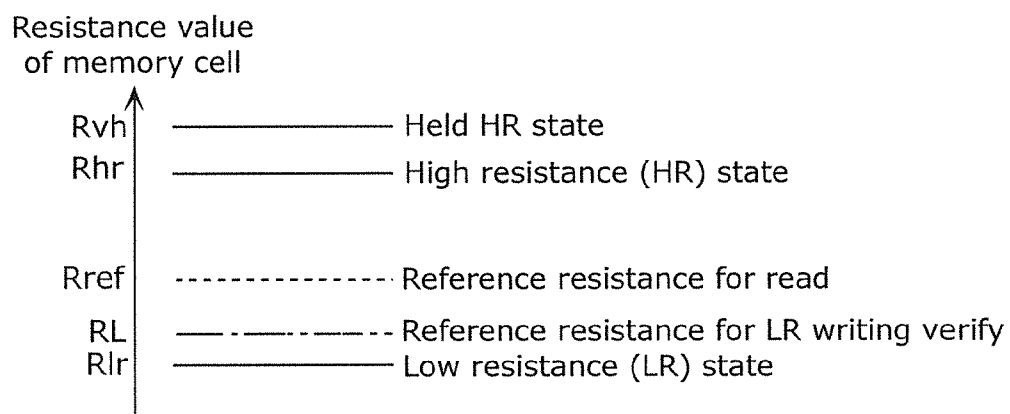 Resistance value
of memory cell
Rvh Held HR state
Rhr High resistance (HR) state
Rref Reference resistance for read
RL Reference resistance for LR writing verify
Rlr Low resistance (LR) state